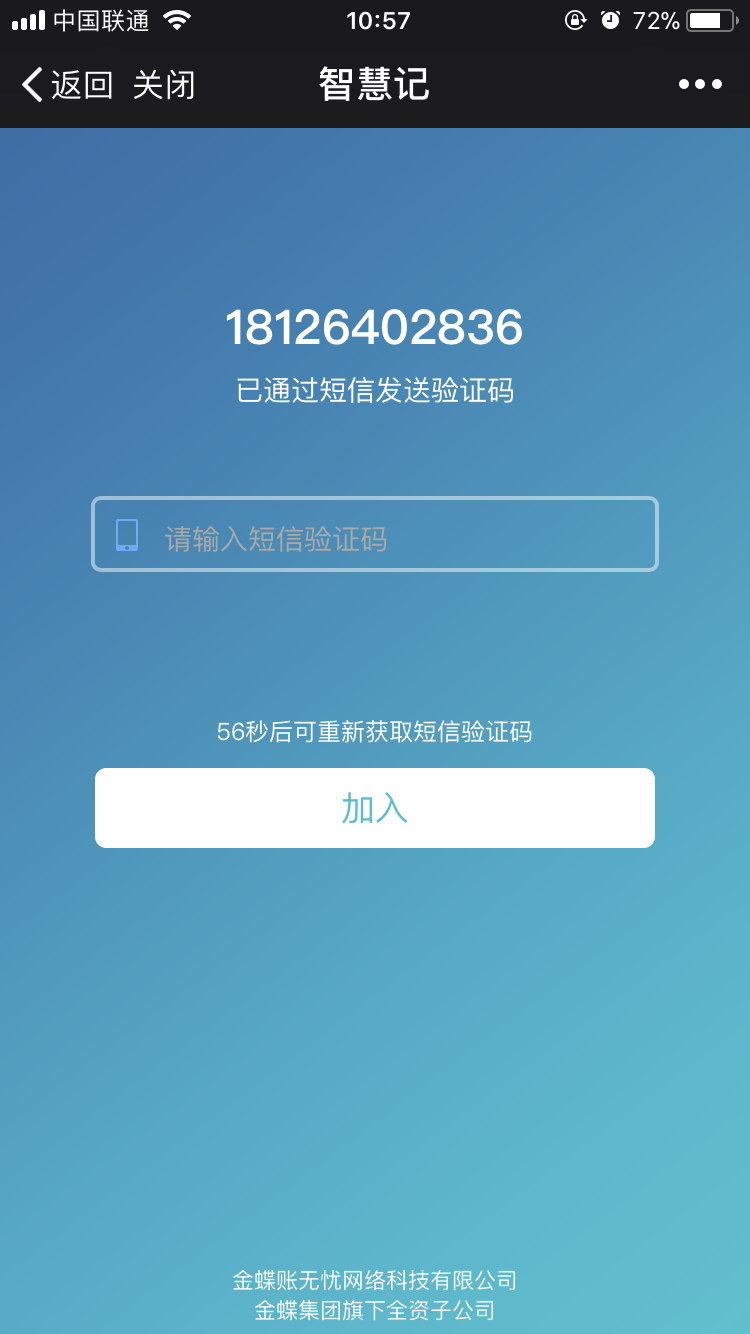 中国联通 10:57 72%
返回 关闭 智慧记
18126402836
已通过短信发送验证码
请输入短信验证码
56秒后可重新获取短信验证码
加入
金蝶账无忧网络科技有限公司
金蝶集团旗下全资子公司